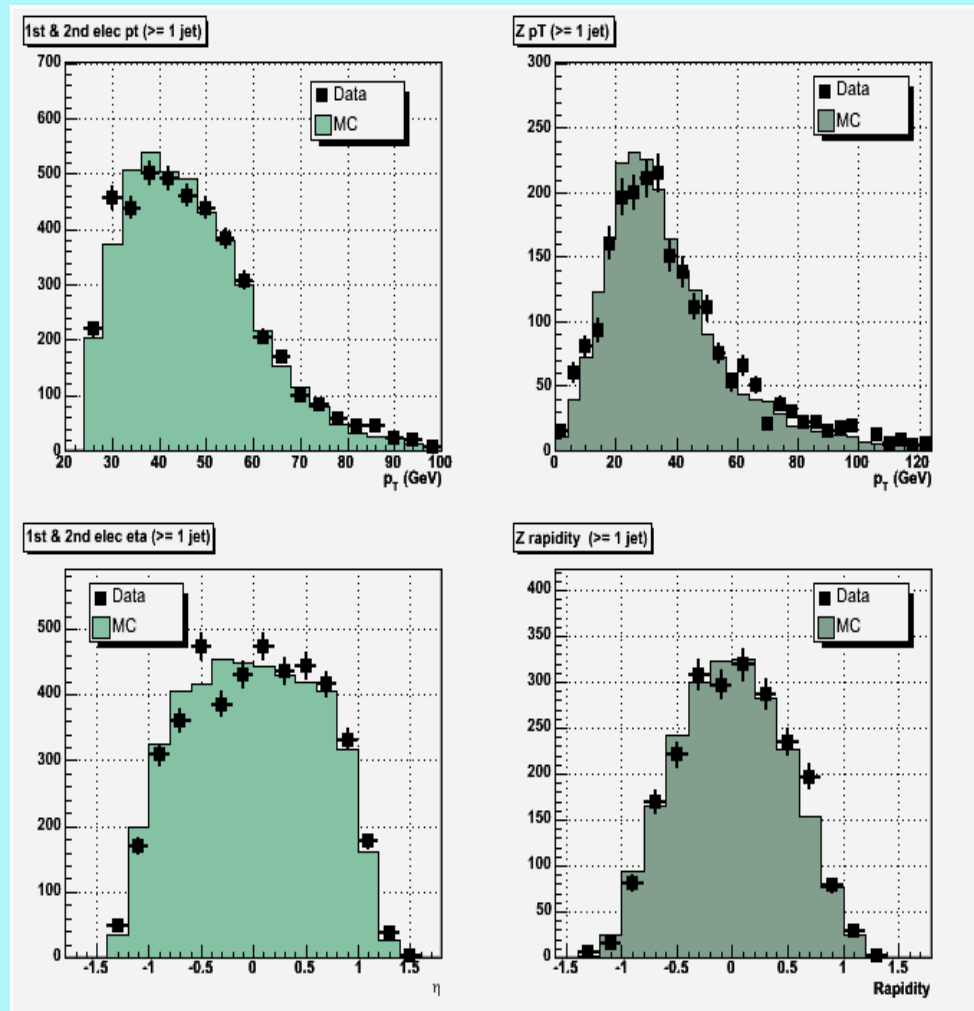 1st & 2nd elec pt (>= 1 jet)
700
600
500
400
300
200
100
0
20 30 40 50 60 70 80 90 100
p_T (GeV)
Data
MC
Z pT (>= 1 jet)
300
250
200
150
100
50
0
0 20 40 60 80 100 120
p_T (GeV)
Data
MC
1st & 2nd elec eta (>= 1 jet)
500
400
300
200
100
0
-1.5 -1 -0.5 0 0.5 1 1.5
η
Data
MC
Z rapidity (>= 1 jet)
400
350
300
250
200
150
100
50
0
-1.5 -1 -0.5 0 0.5 1 1.5
Rapidity
Data
MC